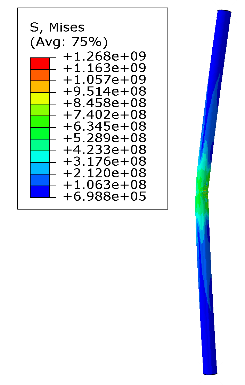 S, Mises
(Avg: 75%)
+1.268e+09
+1.163e+09
+1.057e+09
+9.514e+08
+8.458e+08
+7.402e+08
+6.345e+08
+5.289e+08
+4.233e+08
+3.176e+08
+2.120e+08
+1.063e+08
+6.988e+05